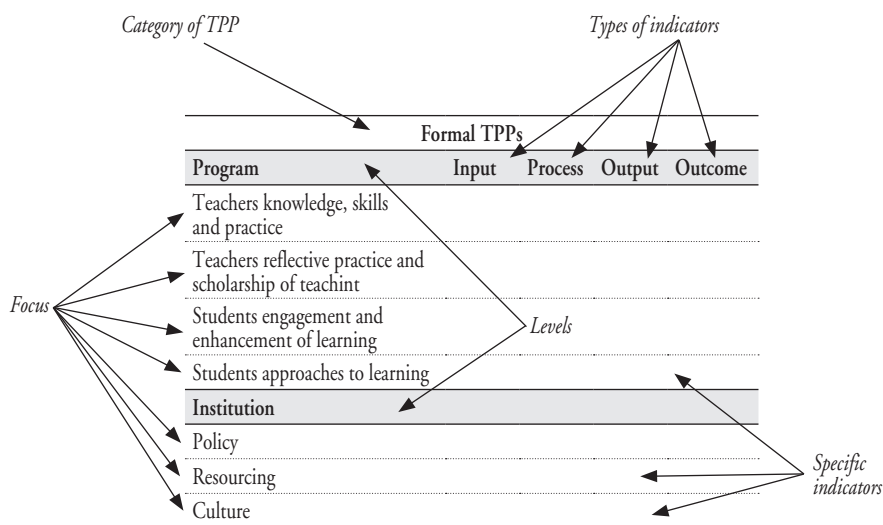 Category of TPP
Types of indicators
Formal TPPs
Program Input Process Output Outcome
Teachers knowledge, skills
and practice
Teachers reflective practice and
scholarship of teachint
Focus
Students engagement and
enhancement of learning
Levels
Students approaches to learning
Institution
Policy
Resourcing
Specific
indicators
Culture